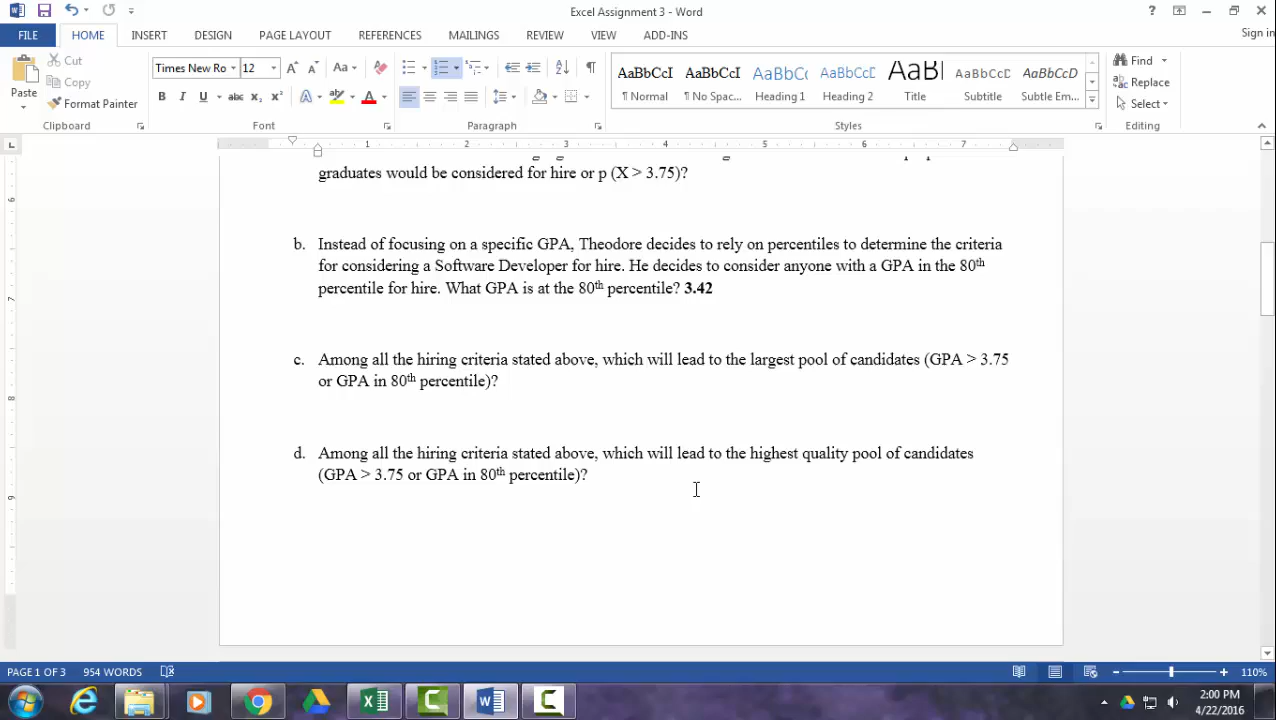 Excel Assignment 3 - Word
Sign in
FILE HOME INSERT DESIGN PAGE LAYOUT REFERENCES MAILINGS REVIEW VIEW ADD-INS
Paste
Cut
Copy
Format Painter
Clipboard
Times New Ro 12
Font
Paragraph
AaBbCcI AaBbCcI AaBbCc AaBbCcI AaBl AaBbCcD AaBbCcD
¶ Normal ¶ No Spac... Heading 1 Heading 2 Title Subtitle Subtle Em...
Styles
Find
Replace
Select
Editing
1 2 3 4 5 6 7
graduates would be considered for hire or p (X > 3.75)?
b. Instead of focusing on a specific GPA, Theodore decides to rely on percentiles to determine the criteria
for considering a Software Developer for hire. He decides to consider anyone with a GPA in the 80th
percentile for hire. What GPA is at the 80th percentile? 3.42
c. Among all the hiring criteria stated above, which will lead to the largest pool of candidates (GPA > 3.75
or GPA in 80th percentile)?
d. Among all the hiring criteria stated above, which will lead to the highest quality pool of candidates
(GPA > 3.75 or GPA in 80th percentile)?
PAGE 1 OF 3 954 WORDS
110%
2:00 PM
4/22/2016